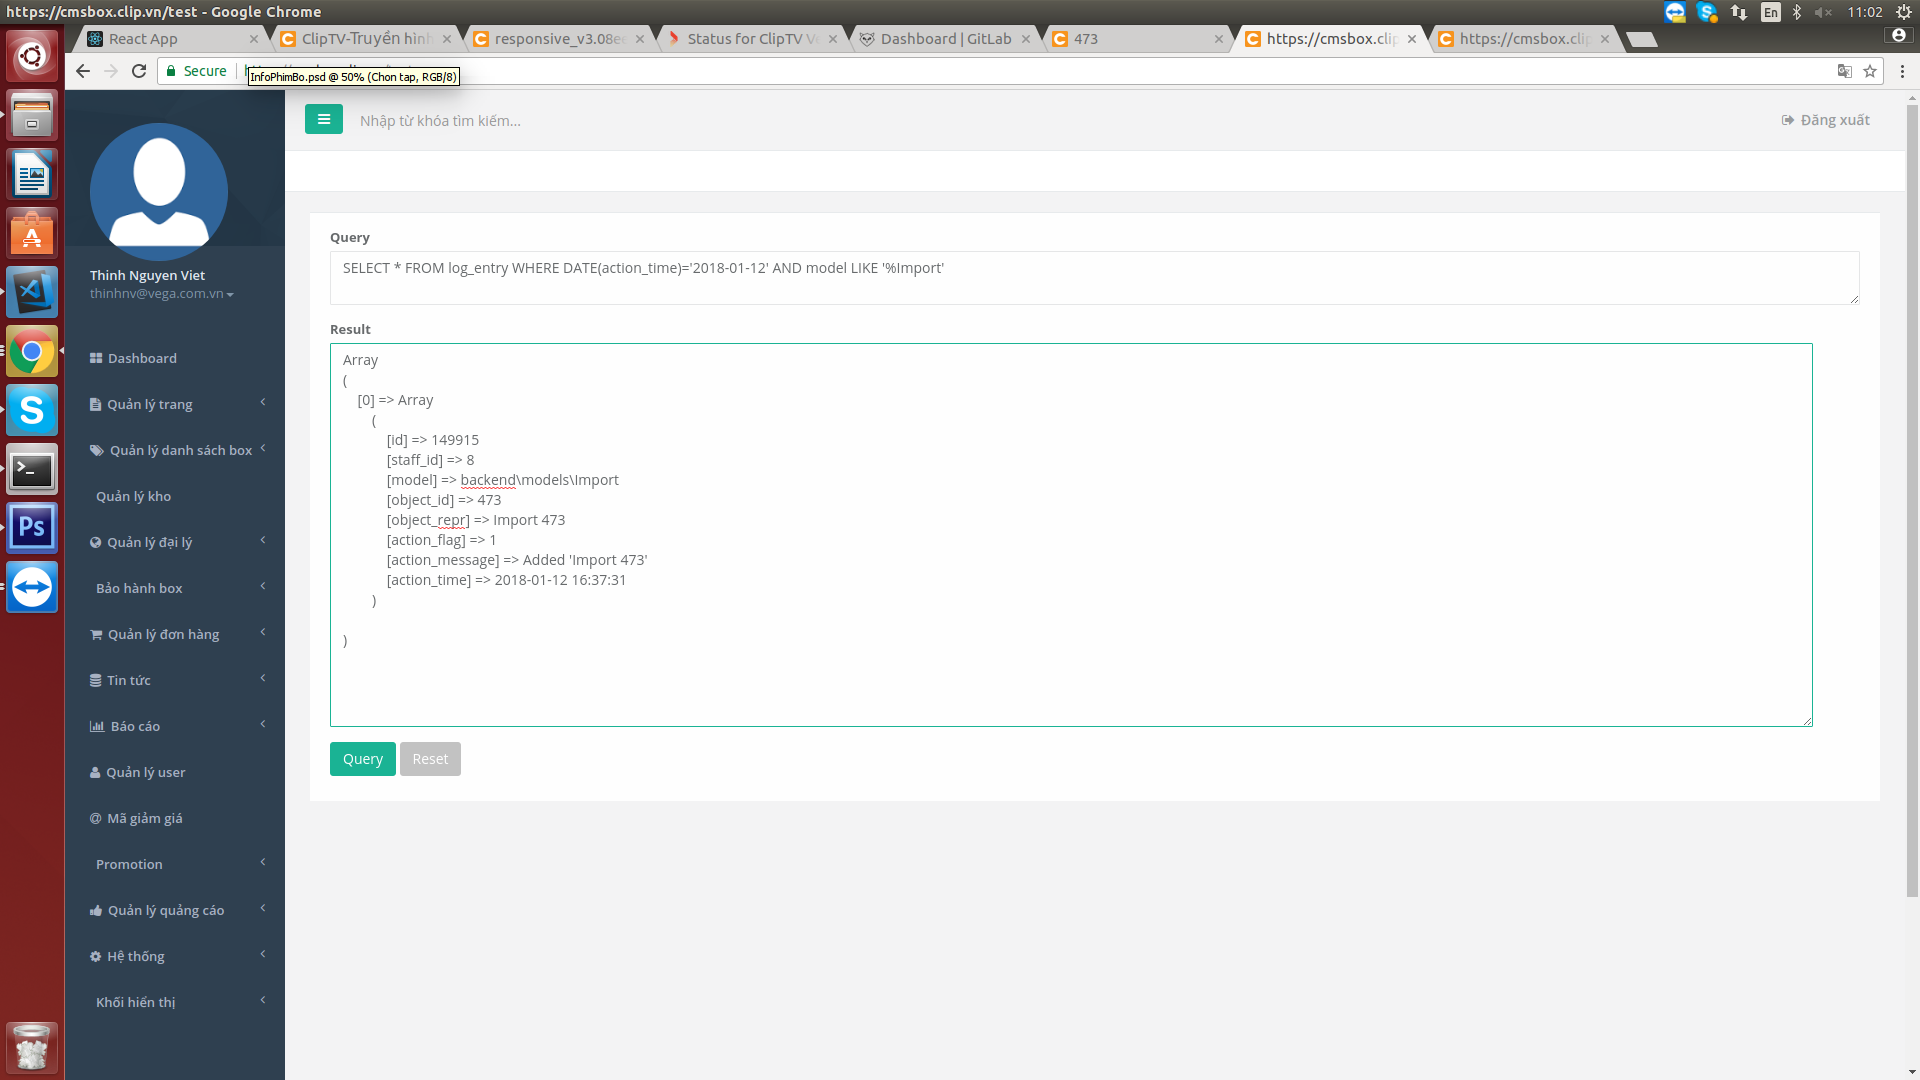 https://cmsbox.clip.vn/test - Google Chrome
En
11:02
React App
ClipTV-Truyền hình
responsive_v3.08e
Status for ClipTV V
Dashboard | GitLab
473
https://cmsbox.clip
https://cmsbox.clip
Secure
InfoPhimBo.psd @ 50% (Chon tap, RGB/8)
Nhập từ khóa tìm kiếm...
Đăng xuất
Thinh Nguyen Viet
thinhnv@vega.com.vn
Dashboard
Quản lý trang
Quản lý danh sách box
Quản lý kho
Quản lý đại lý
Bảo hành box
Quản lý đơn hàng
Tin tức
Báo cáo
Quản lý user
Mã giảm giá
Promotion
Quản lý quảng cáo
Hệ thống
Khối hiển thị
Query
SELECT * FROM log_entry WHERE DATE(action_time)='2018-01-12' AND model LIKE '%Import'
Result
Array
(
[0] => Array
(
[id] => 149915
[staff_id] => 8
[model] => backend\models\Import
[object_id] => 473
[object_repr] => Import 473
[action_flag] => 1
[action_message] => Added 'Import 473'
[action_time] => 2018-01-12 16:37:31
)
)
Query
Reset